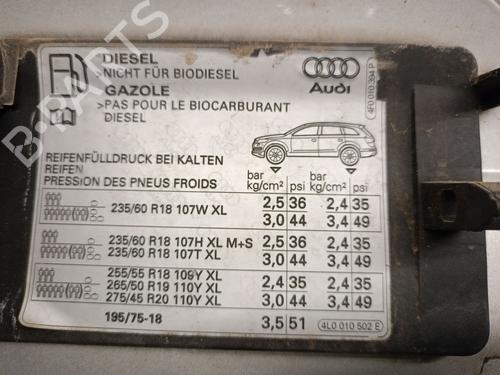 DIESEL
>NICHT FÜR BIODIESEL
GAZOLE
>PAS POUR LE BIOCARBURANT
DIESEL
Audi
4F0 010 394 P
REIFENFÜLLDRUCK BEI KALTEN
REIFEN
PRESSION DES PNEUS FROIDS
bar psi bar psi
kg/cm² kg/cm²
235/60 R18 107W XL
2,5 36 2,4 35
3,0 44 3,4 49
235/60 R18 107H XL M+S 2,5 36 2,4 35
235/60 R18 107T XL 3,0 44 3,4 49
255/55 R18 109Y XL
265/50 R19 110Y XL 2,4 35 2,4 35
275/45 R20 110Y XL 3,0 44 3,4 49
195/75-18 3,5 51
4L0 010 502 E
B-PARTS